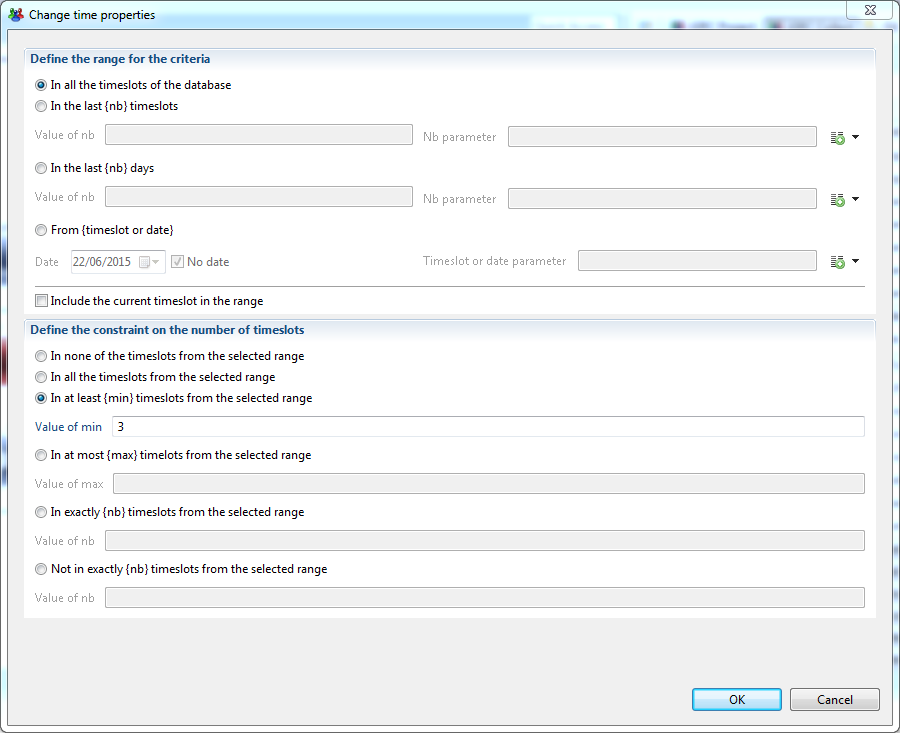 Change time properties
Define the range for the criteria
In all the timeslots of the database
In the last {nb} timeslots
Value of nb Nb parameter
In the last {nb} days
Value of nb Nb parameter
From {timeslot or date}
Date 22/06/2015 No date Timeslot or date parameter
Include the current timeslot in the range
Define the constraint on the number of timeslots
In none of the timeslots from the selected range
In all the timeslots from the selected range
In at least {min} timeslots from the selected range
Value of min 3
In at most {max} timelots from the selected range
Value of max
In exactly {nb} timeslots from the selected range
Value of nb
Not in exactly {nb} timeslots from the selected range
Value of nb
OK Cancel